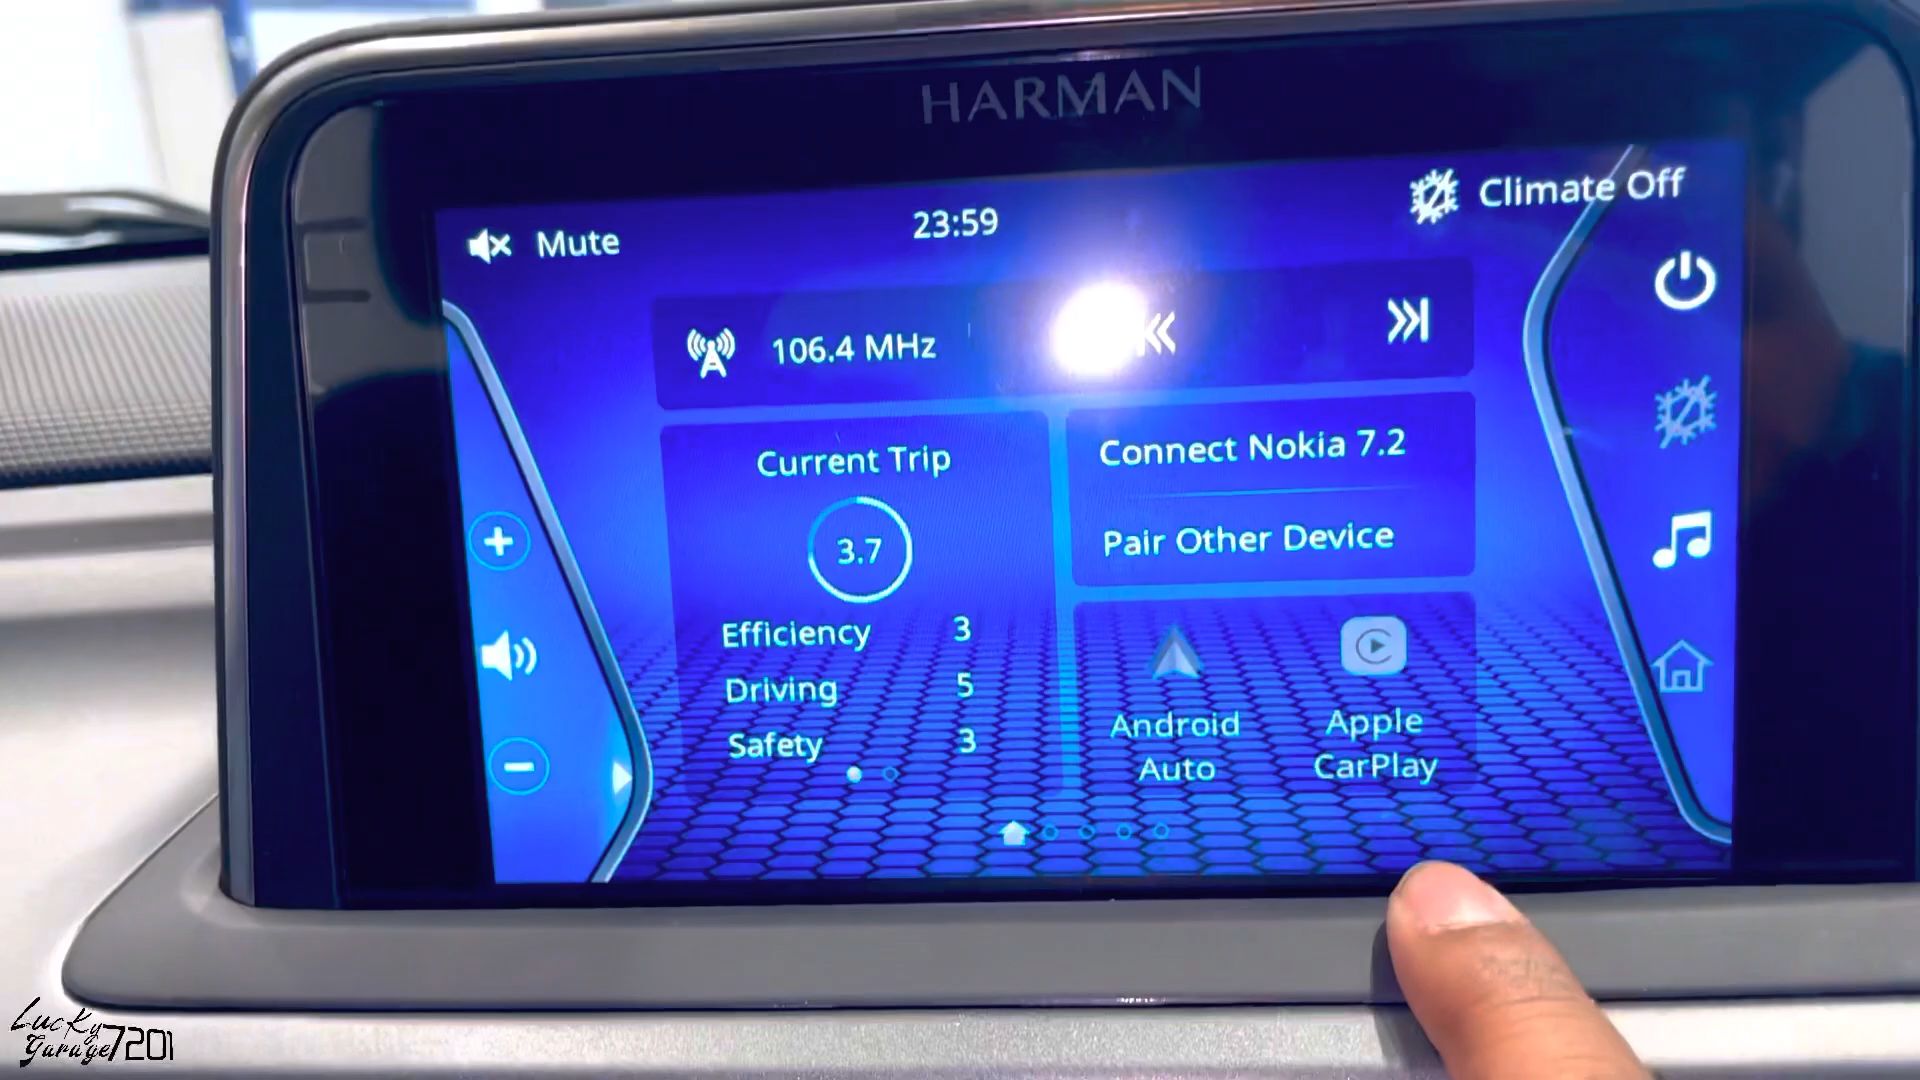 HARMAN
Mute
23:59
Climate Off
106.4 MHz
Current Trip
3.7
Efficiency 3
Driving 5
Safety 3
Connect Nokia 7.2
Pair Other Device
Android
Auto
Apple
CarPlay
Lucky
Garage7201